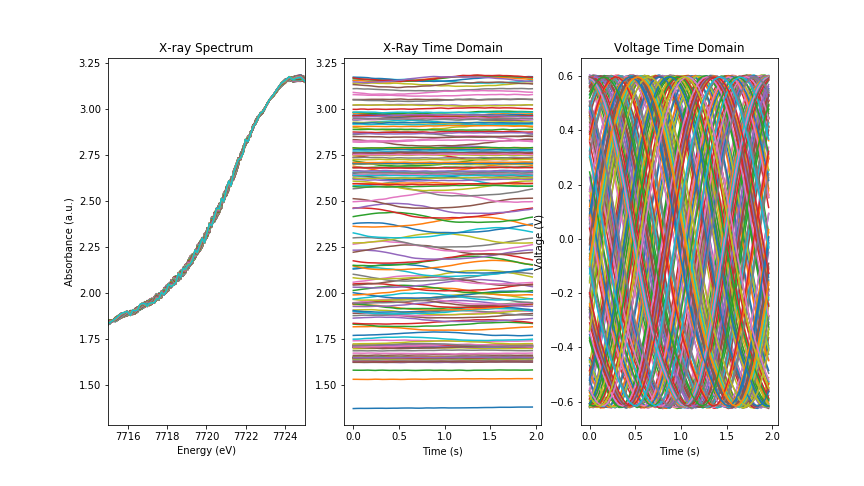 X-ray Spectrum
X-Ray Time Domain
Voltage Time Domain
3.25
3.00
2.75
2.50
2.25
2.00
1.75
1.50
Absorbance (a.u.)
7716 7718 7720 7722 7724
Energy (eV)
3.25
3.00
2.75
2.50
2.25
2.00
1.75
1.50
0.0 0.5 1.0 1.5 2.0
Time (s)
Voltage (V)
0.6
0.4
0.2
0.0
−0.2
−0.4
−0.6
0.0 0.5 1.0 1.5 2.0
Time (s)